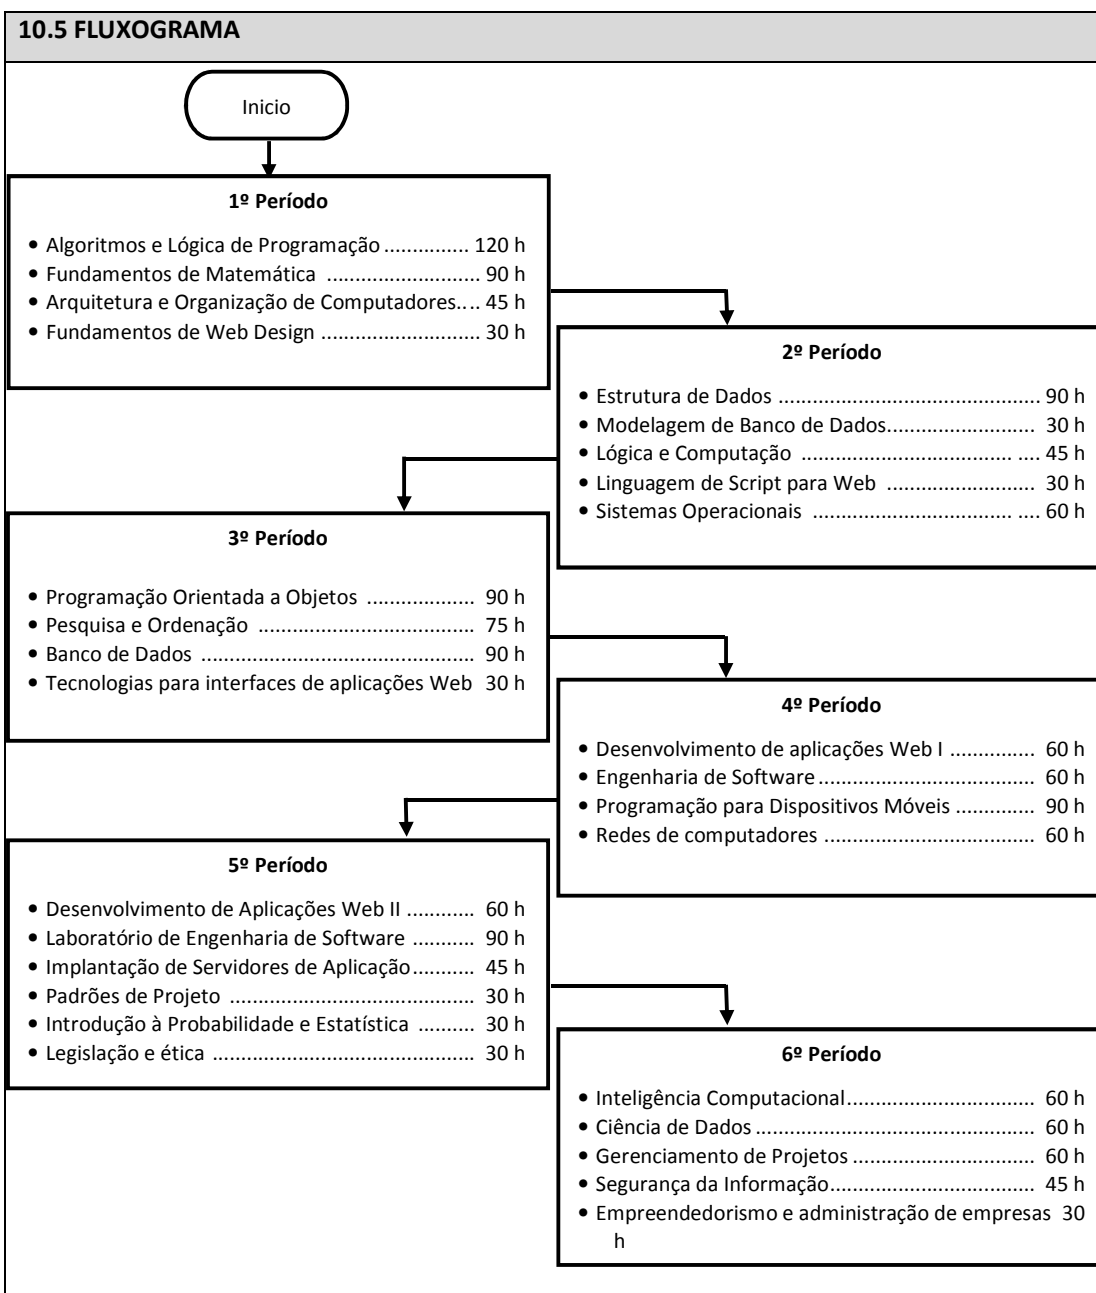 10.5 FLUXOGRAMA
Inicio
1º Período
• Algoritmos e Lógica de Programação ............... 120 h
• Fundamentos de Matemática ........................... 90 h
• Arquitetura e Organização de Computadores.. .. 45 h
• Fundamentos de Web Design ............................ 30 h
2º Período
• Estrutura de Dados .............................................. 90 h
• Modelagem de Banco de Dados.......................... 30 h
• Lógica e Computação ..................................... .... 45 h
• Linguagem de Script para Web .......................... 30 h
• Sistemas Operacionais ................................... .... 60 h
3º Período
• Programação Orientada a Objetos ................... 90 h
• Pesquisa e Ordenação ...................................... 75 h
• Banco de Dados ................................................ 90 h
• Tecnologias para interfaces de aplicações Web 30 h
4º Período
• Desenvolvimento de aplicações Web I ............... 60 h
• Engenharia de Software...................................... 60 h
• Programação para Dispositivos Móveis ............... 90 h
• Redes de computadores ..................................... 60 h
5º Período
• Desenvolvimento de Aplicações Web II ............ 60 h
• Laboratório de Engenharia de Software ........... 90 h
• Implantação de Servidores de Aplicação........... 45 h
• Padrões de Projeto ........................................... 30 h
• Introdução à Probabilidade e Estatística .......... 30 h
• Legislação e ética .............................................. 30 h
6º Período
• Inteligência Computacional................................. 60 h
• Ciência de Dados ................................................. 60 h
• Gerenciamento de Projetos ................................ 60 h
• Segurança da Informação.................................... 45 h
• Empreendedorismo e administração de empresas 30
h